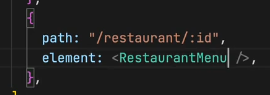 },
{
path: "/restaurant/:id",
element: <RestaurantMenu />,
},